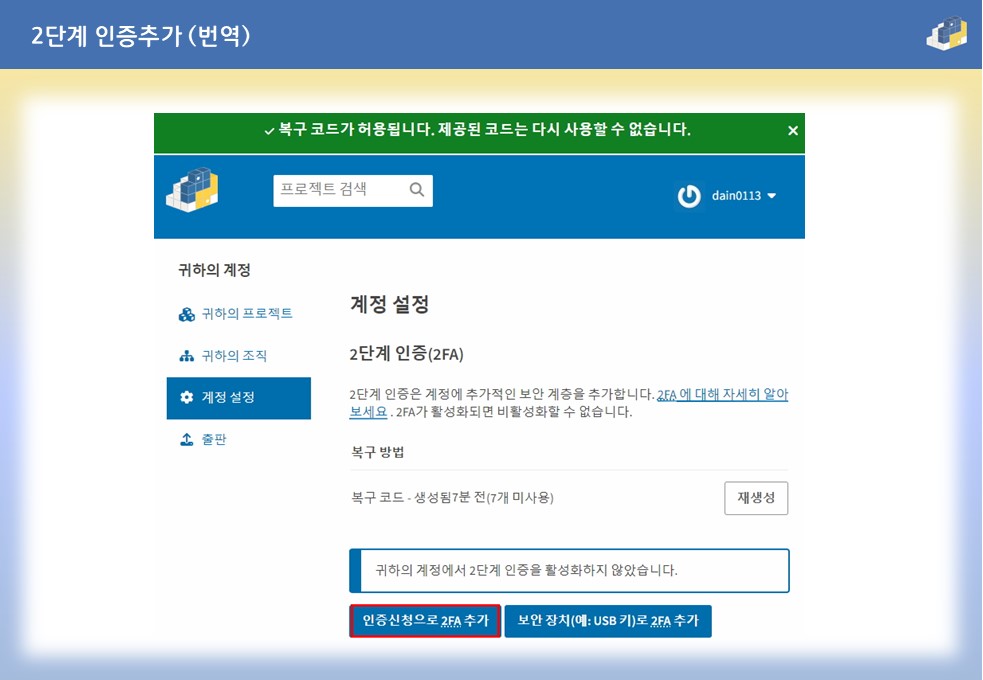 2단계 인증추가 (번역)
복구 코드가 허용됩니다. 제공된 코드는 다시 사용할 수 없습니다.
프로젝트 검색
dain0113
귀하의 계정
귀하의 프로젝트
귀하의 조직
계정 설정
출판
계정 설정
2단계 인증(2FA)
2단계 인증은 계정에 추가적인 보안 계층을 추가합니다. 2FA 에 대해 자세히 알아
보세요 . 2FA가 활성화되면 비활성화할 수 없습니다.
복구 방법
복구 코드 - 생성됨7분 전(7개 미사용)
재생성
귀하의 계정에서 2단계 인증을 활성화하지 않았습니다.
인증신청으로 2FA 추가
보안 장치(예: USB 키)로 2FA 추가